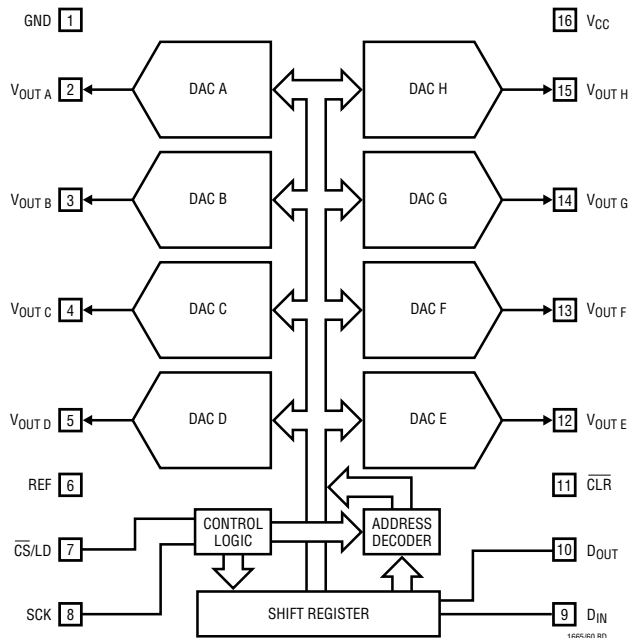 GND 1
16 VCC
VOUT A 2
DAC A
DAC H
15 VOUT H
VOUT B 3
DAC B
DAC G
14 VOUT G
VOUT C 4
DAC C
DAC F
13 VOUT F
VOUT D 5
DAC D
DAC E
12 VOUT E
REF 6
11 CLR
CS/LD 7
CONTROL
LOGIC
ADDRESS
DECODER
10 DOUT
SCK 8
SHIFT REGISTER
9 DIN
1665/60 BD